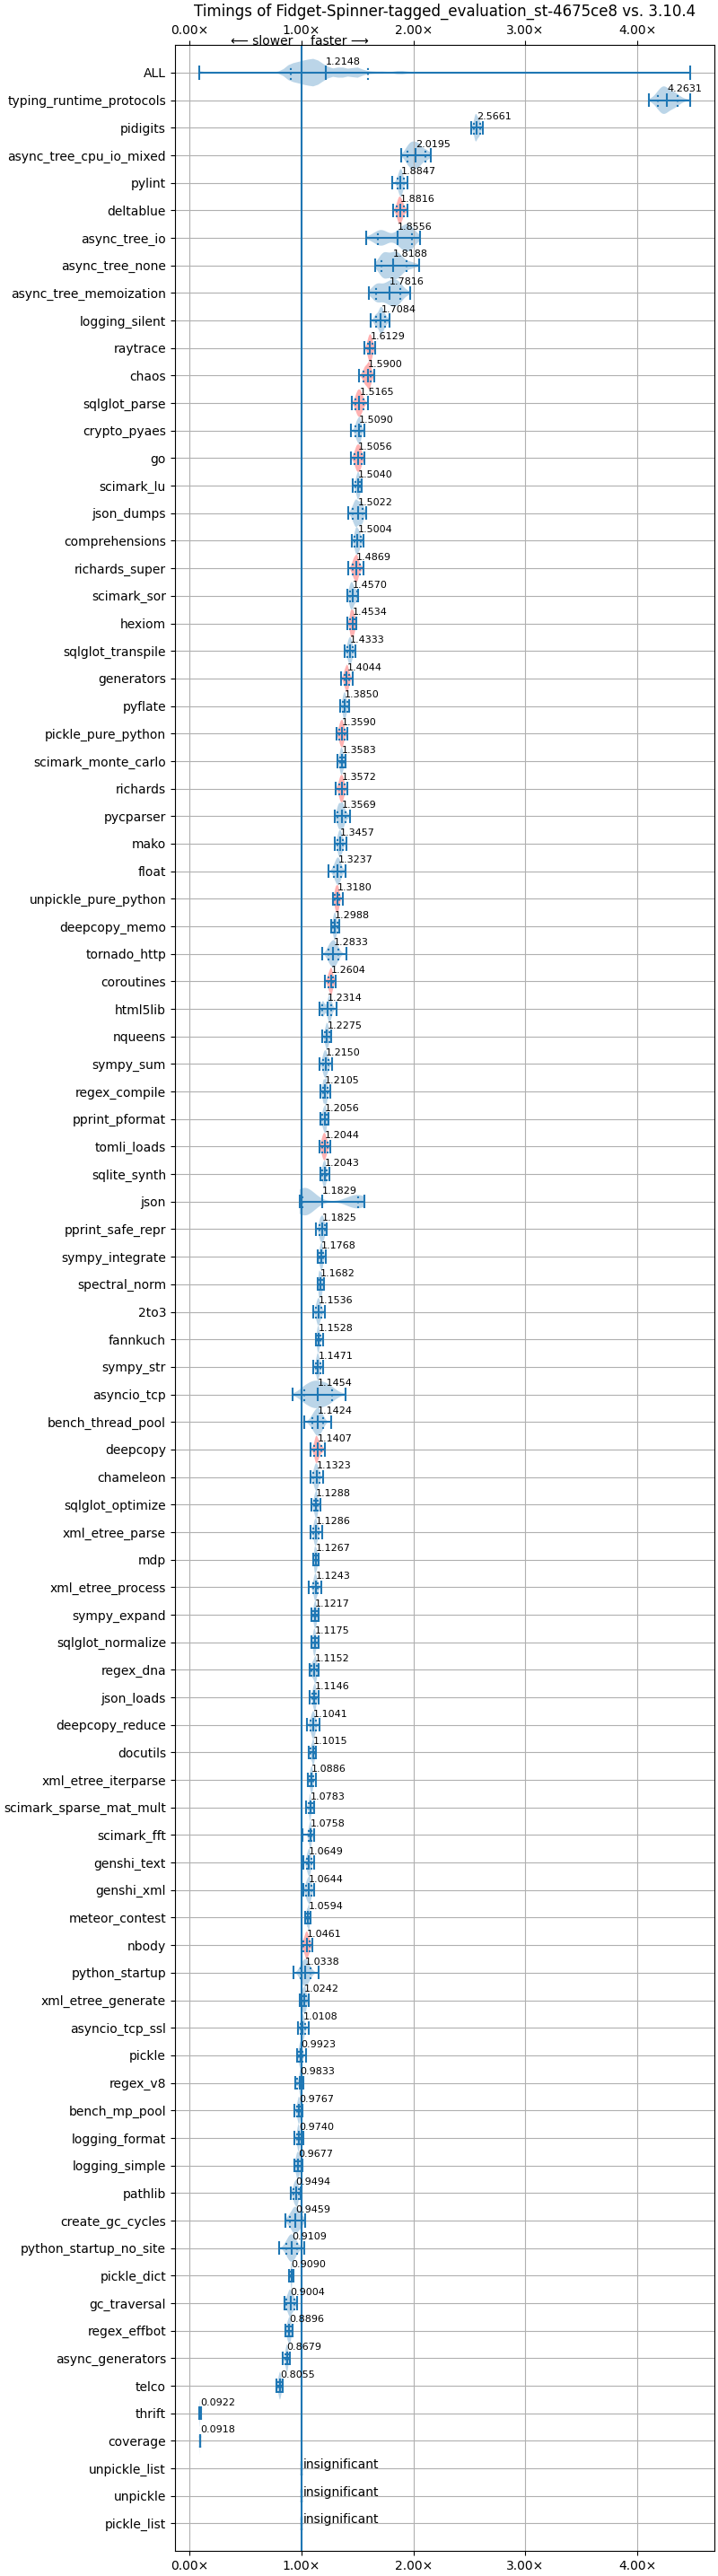 Timings of Fidget-Spinner-tagged_evaluation_st-4675ce8 vs. 3.10.4
0.00× 1.00× 2.00× 3.00× 4.00×
⟵ slower faster ⟶
ALL 1.2148
typing_runtime_protocols 4.2631
pidigits 2.5661
async_tree_cpu_io_mixed 2.0195
pylint 1.8847
deltablue 1.8816
async_tree_io 1.8556
async_tree_none 1.8188
async_tree_memoization 1.7816
logging_silent 1.7084
raytrace 1.6129
chaos 1.5900
sqlglot_parse 1.5165
crypto_pyaes 1.5090
go 1.5056
scimark_lu 1.5040
json_dumps 1.5022
comprehensions 1.5004
richards_super 1.4869
scimark_sor 1.4570
hexiom 1.4534
sqlglot_transpile 1.4333
generators 1.4044
pyflate 1.3850
pickle_pure_python 1.3590
scimark_monte_carlo 1.3583
richards 1.3572
pycparser 1.3569
mako 1.3457
float 1.3237
unpickle_pure_python 1.3180
deepcopy_memo 1.2988
tornado_http 1.2833
coroutines 1.2604
html5lib 1.2314
nqueens 1.2275
sympy_sum 1.2150
regex_compile 1.2105
pprint_pformat 1.2056
tomli_loads 1.2044
sqlite_synth 1.2043
json 1.1829
pprint_safe_repr 1.1825
sympy_integrate 1.1768
spectral_norm 1.1682
2to3 1.1536
fannkuch 1.1528
sympy_str 1.1471
asyncio_tcp 1.1454
bench_thread_pool 1.1424
deepcopy 1.1407
chameleon 1.1323
sqlglot_optimize 1.1288
xml_etree_parse 1.1286
mdp 1.1267
xml_etree_process 1.1243
sympy_expand 1.1217
sqlglot_normalize 1.1175
regex_dna 1.1152
json_loads 1.1146
deepcopy_reduce 1.1041
docutils 1.1015
xml_etree_iterparse 1.0886
scimark_sparse_mat_mult 1.0783
scimark_fft 1.0758
genshi_text 1.0649
genshi_xml 1.0644
meteor_contest 1.0594
nbody 1.0461
python_startup 1.0338
xml_etree_generate 1.0242
asyncio_tcp_ssl 1.0108
pickle 0.9923
regex_v8 0.9833
bench_mp_pool 0.9767
logging_format 0.9740
logging_simple 0.9677
pathlib 0.9494
create_gc_cycles 0.9459
python_startup_no_site 0.9109
pickle_dict 0.9090
gc_traversal 0.9004
regex_effbot 0.8896
async_generators 0.8679
telco 0.8055
thrift 0.0922
coverage 0.0918
unpickle_list insignificant
unpickle insignificant
pickle_list insignificant
0.00× 1.00× 2.00× 3.00× 4.00×